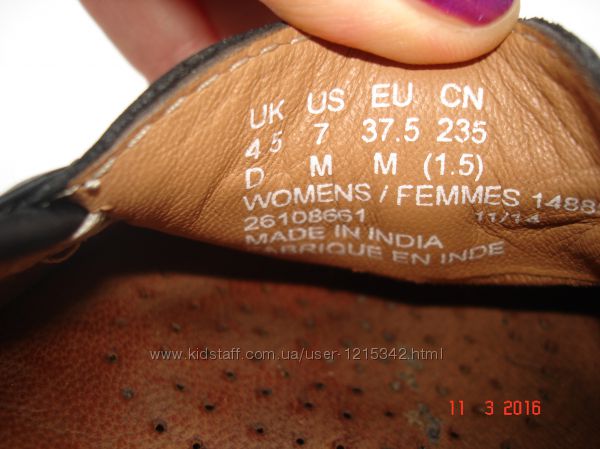 UK US EU CN
4.5 7 37.5 235
D M M (1.5)
WOMENS / FEMMES 1488
26108661 11/14
MADE IN INDIA
FABRIQUE EN INDE
www.kidstaff.com.ua/user-1215342.html
11 3 2016